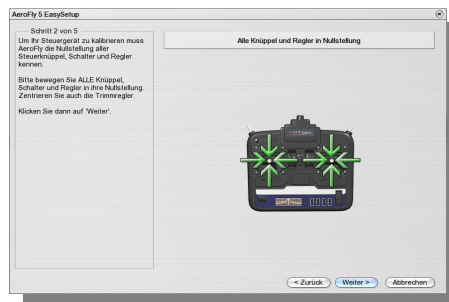 AeroFly 5 EasySetup
Schritt 2 von 5
Um Ihr Steuergerät zu kalibrieren muss
AeroFly die Nullstellung aller
Steuerknüppel, Schalter und Regler
kennen.
Bitte bewegen Sie ALLE Knüppel,
Schalter und Regler in ihre Nullstellung.
Zentrieren Sie auch die Trimmregler.
Klicken Sie dann auf 'Weiter'.
Alle Knüppel und Regler in Nullstellung
< Zurück
Weiter >
Abbrechen